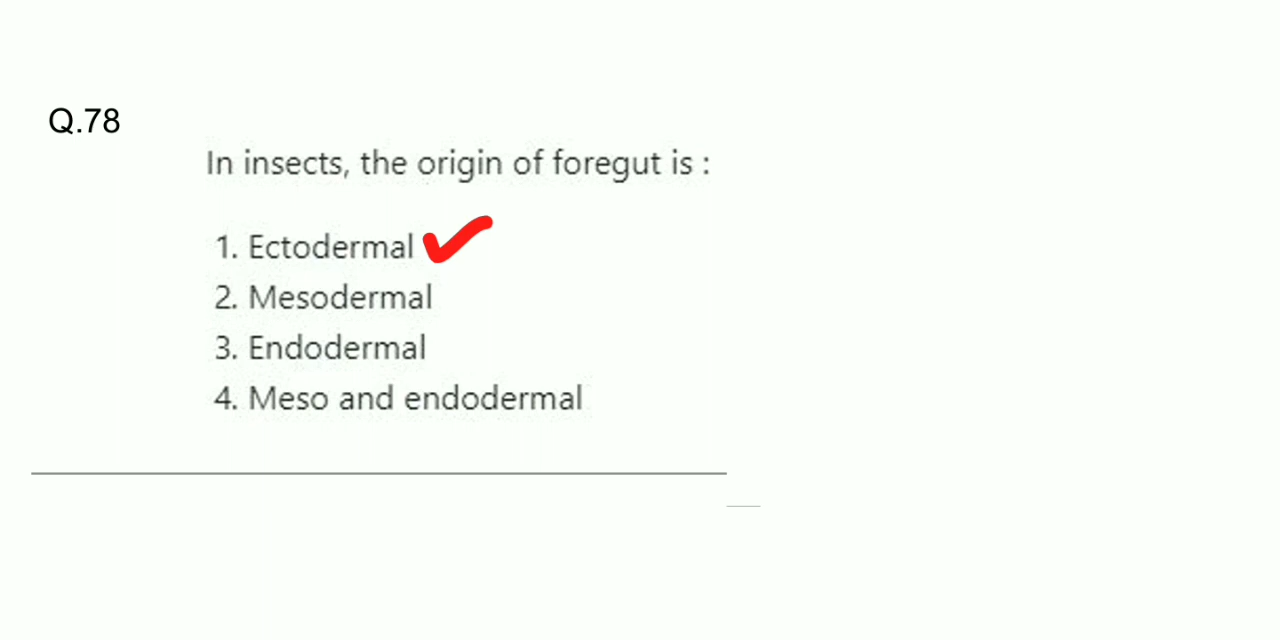 Q.78
In insects, the origin of foregut is :
1. Ectodermal
2. Mesodermal
3. Endodermal
4. Meso and endodermal